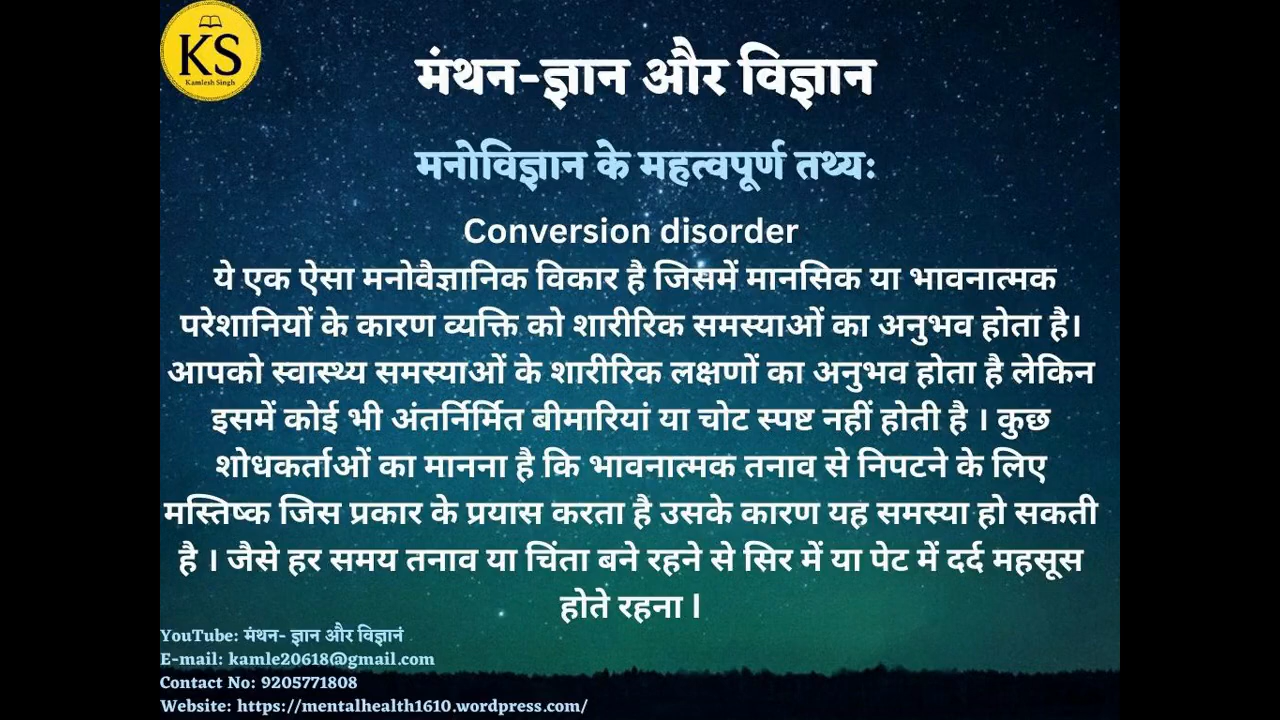 KS
Kamlesh Singh
मंथन-ज्ञान और विज्ञान
मनोविज्ञान के महत्वपूर्ण तथ्य:
Conversion disorder
ये एक ऐसा मनोवैज्ञानिक विकार है जिसमें मानसिक या भावनात्मक
परेशानियों के कारण व्यक्ति को शारीरिक समस्याओं का अनुभव होता है।
आपको स्वास्थ्य समस्याओं के शारीरिक लक्षणों का अनुभव होता है लेकिन
इसमें कोई भी अंतर्निर्मित बीमारियां या चोट स्पष्ट नहीं होती है । कुछ
शोधकर्ताओं का मानना है कि भावनात्मक तनाव से निपटने के लिए
मस्तिष्क जिस प्रकार के प्रयास करता है उसके कारण यह समस्या हो सकती
है । जैसे हर समय तनाव या चिंता बने रहने से सिर में या पेट में दर्द महसूस
होते रहना ।
YouTube: मंथन- ज्ञान और विज्ञानं
E-mail: kamle20618@gmail.com
Contact No: 9205771808
Website: https://mentalhealth1610.wordpress.com/